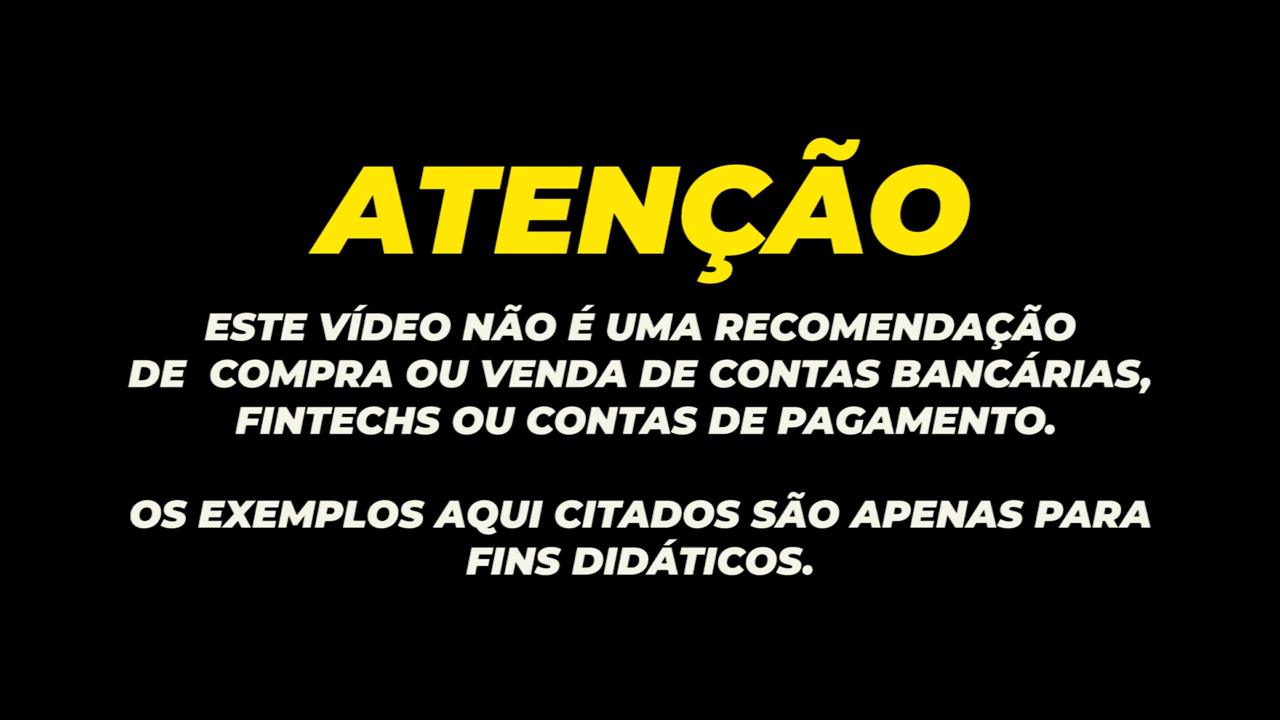 ATENÇÃO
ESTE VÍDEO NÃO É UMA RECOMENDAÇÃO
DE COMPRA OU VENDA DE CONTAS BANCÁRIAS,
FINTECHS OU CONTAS DE PAGAMENTO.
OS EXEMPLOS AQUI CITADOS SÃO APENAS PARA
FINS DIDÁTICOS.